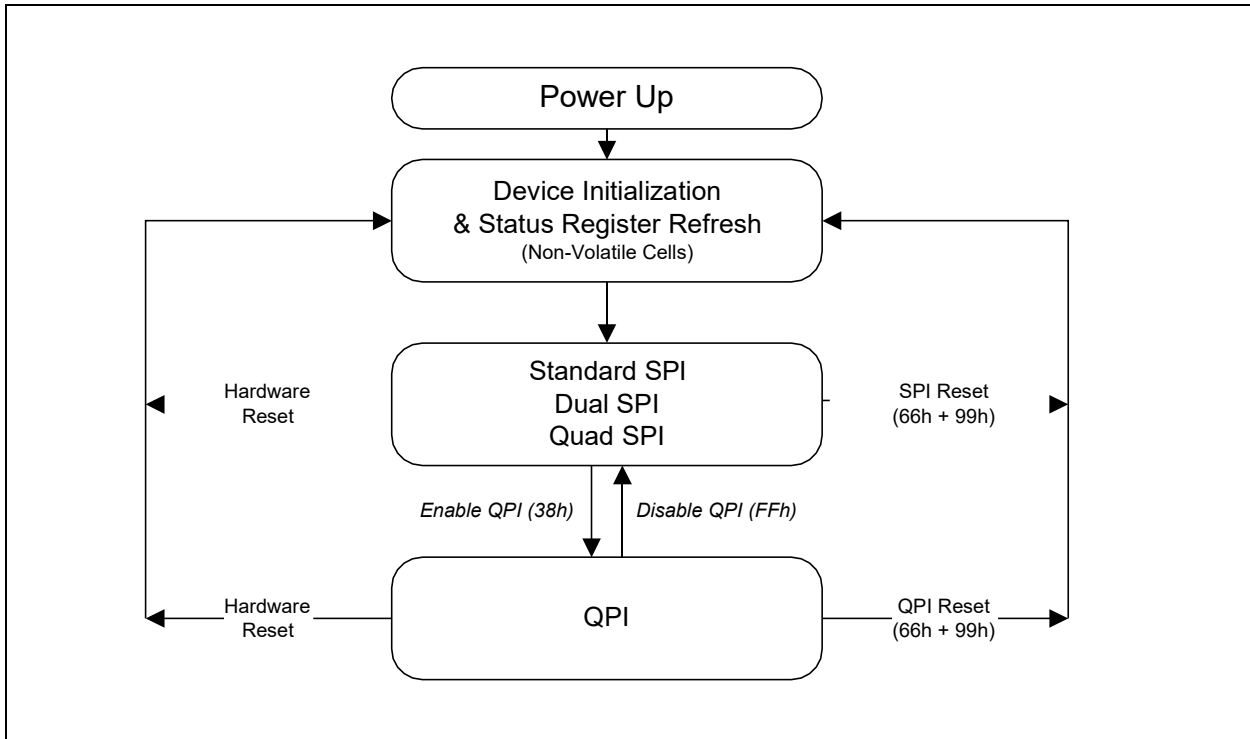 Power Up
Device Initialization
& Status Register Refresh
(Non-Volatile Cells)
Hardware
Reset
Standard SPI
Dual SPI
Quad SPI
SPI Reset
(66h + 99h)
Enable QPI (38h)
Disable QPI (FFh)
Hardware
Reset
QPI
QPI Reset
(66h + 99h)